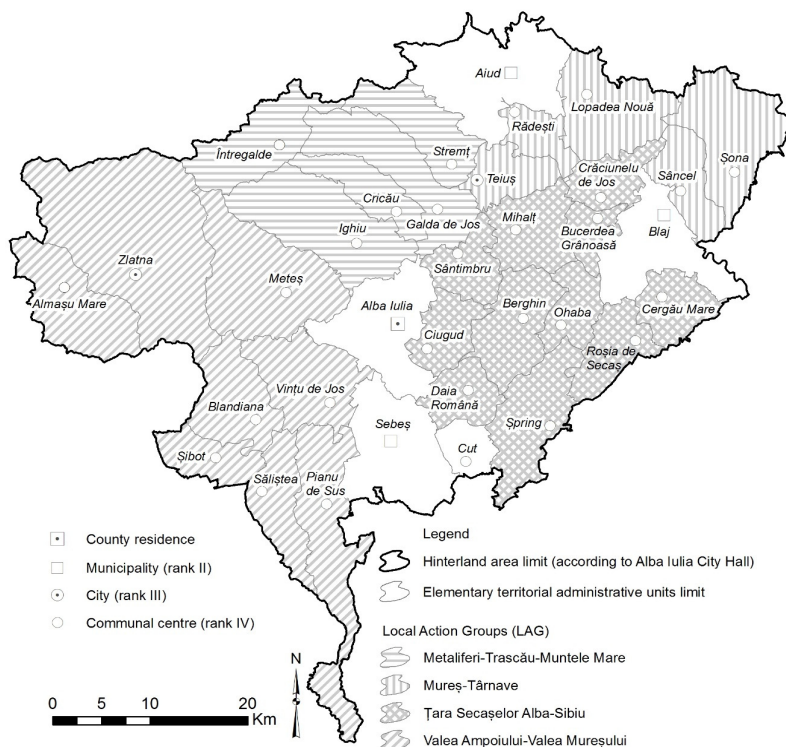 Aiud
Lopadea Nouă
Rădești
Întregalde
Stremț
Teiuș
Crăciunelu
de Jos
Sâncel
Șona
Cricău
Galda de Jos
Mihalț
Bucerdea
Grânoasă
Blaj
Ighiu
Zlatna
Sântimbru
Almașu Mare
Meteș
Alba Iulia
Berghin
Ohaba
Cergău Mare
Ciugud
Roșia de
Secaș
Vințu de Jos
Daia
Română
Blandiana
Sebeș
Șpring
Șibot
Cut
Săliștea
Pianu
de Sus
County residence
Municipality (rank II)
City (rank III)
Communal centre (rank IV)
Legend
Hinterland area limit (according to Alba Iulia City Hall)
Elementary territorial administrative units limit
Local Action Groups (LAG)
Metaliferi-Trascău-Muntele Mare
Mureș-Târnave
Țara Secașelor Alba-Sibiu
Valea Ampoiului-Valea Mureșului
N
0 5 10 20
Km